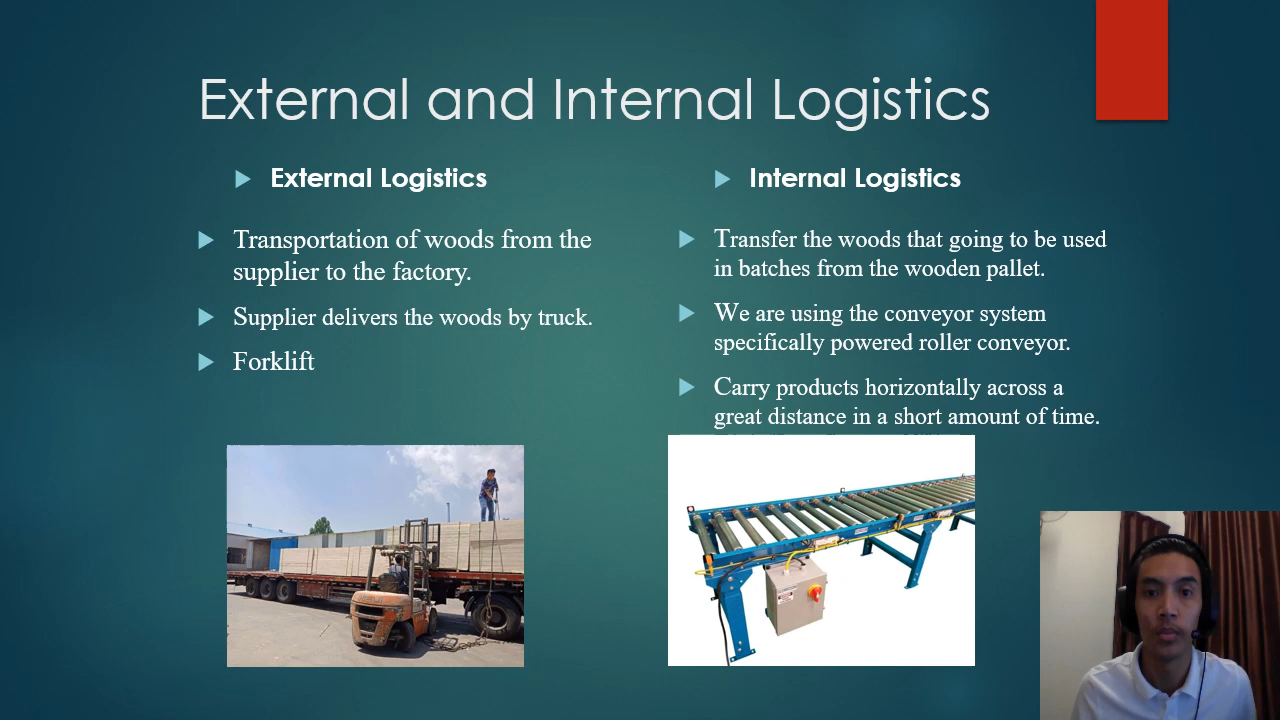 External and Internal Logistics
External Logistics
Transportation of woods from the
supplier to the factory.
Supplier delivers the woods by truck.
Forklift
Internal Logistics
Transfer the woods that going to be used
in batches from the wooden pallet.
We are using the conveyor system
specifically powered roller conveyor.
Carry products horizontally across a
great distance in a short amount of time.